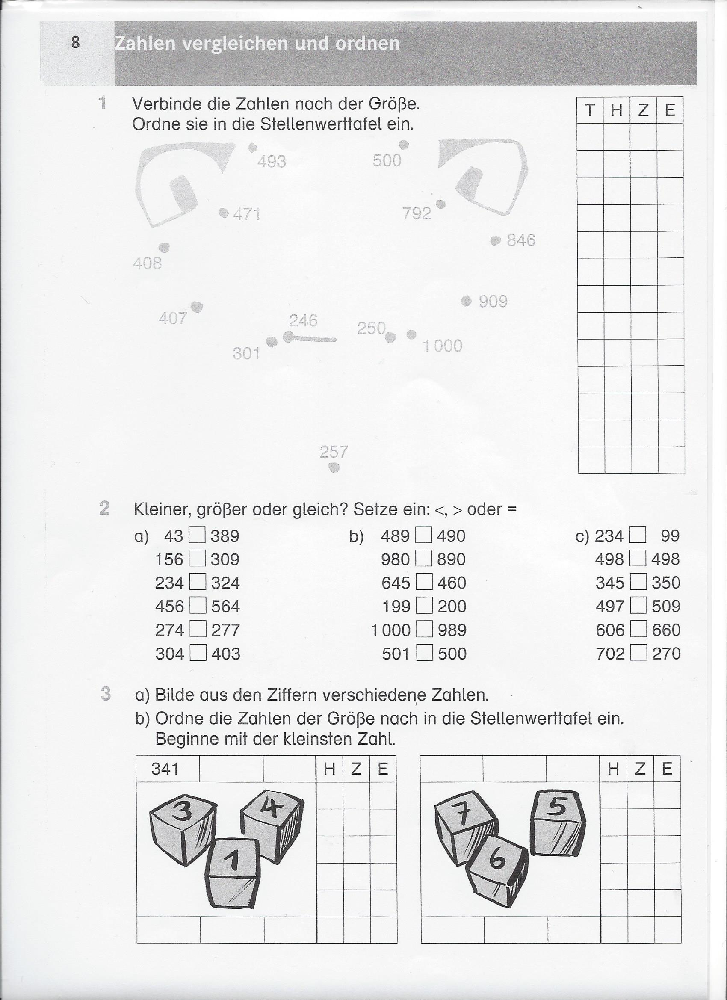 8 Zahlen vergleichen und ordnen
1 Verbinde die Zahlen nach der Größe.
Ordne sie in die Stellenwerttafel ein.
T H Z E
493
500
471
792
846
408
909
407
246
250
301
1 000
257
2 Kleiner, größer oder gleich? Setze ein: <, > oder =
a) 43 □ 389 b) 489 □ 490 c) 234 □ 99
156 □ 309 980 □ 890 498 □ 498
234 □ 324 645 □ 460 345 □ 350
456 □ 564 199 □ 200 497 □ 509
274 □ 277 1 000 □ 989 606 □ 660
304 □ 403 501 □ 500 702 □ 270
3 a) Bilde aus den Ziffern verschiedene Zahlen.
b) Ordne die Zahlen der Größe nach in die Stellenwerttafel ein.
Beginne mit der kleinsten Zahl.
341 H Z E H Z E
3 4 7 5
1 6